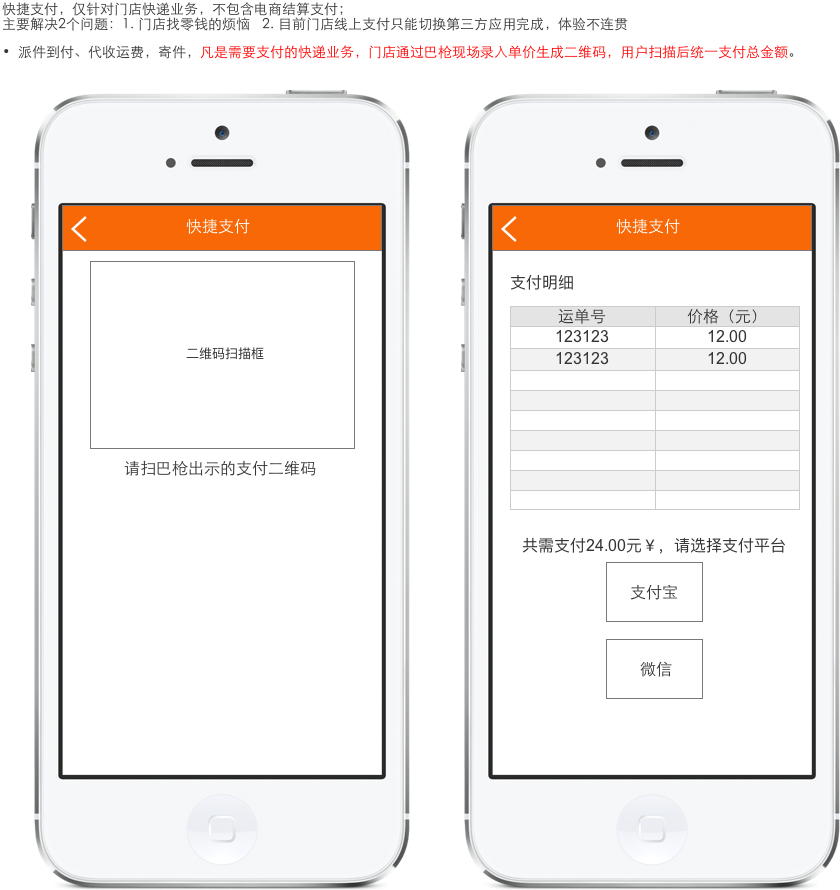 快捷支付，仅针对门店快递业务，不包含电商结算支付；
主要解决2个问题：1. 门店找零钱的烦恼 2. 目前门店线上支付只能切换第三方应用完成，体验不连贯
• 派件到付、代收运费，寄件，凡是需要支付的快递业务，门店通过巴枪现场录入单价生成二维码，用户扫描后统一支付总金额。
快捷支付
二维码扫描框
请扫巴枪出示的支付二维码
快捷支付
支付明细
运单号 价格（元）
123123 12.00
123123 12.00
共需支付24.00元￥，请选择支付平台
支付宝
微信